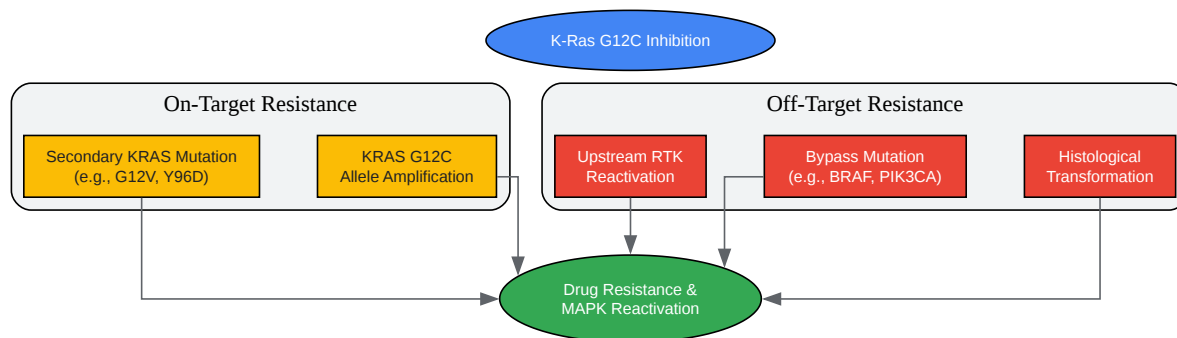 K-Ras G12C Inhibition
On-Target Resistance
Secondary KRAS Mutation
(e.g., G12V, Y96D)
KRAS G12C
Allele Amplification
Off-Target Resistance
Upstream RTK
Reactivation
Bypass Mutation
(e.g., BRAF, PIK3CA)
Histological
Transformation
Drug Resistance &
MAPK Reactivation